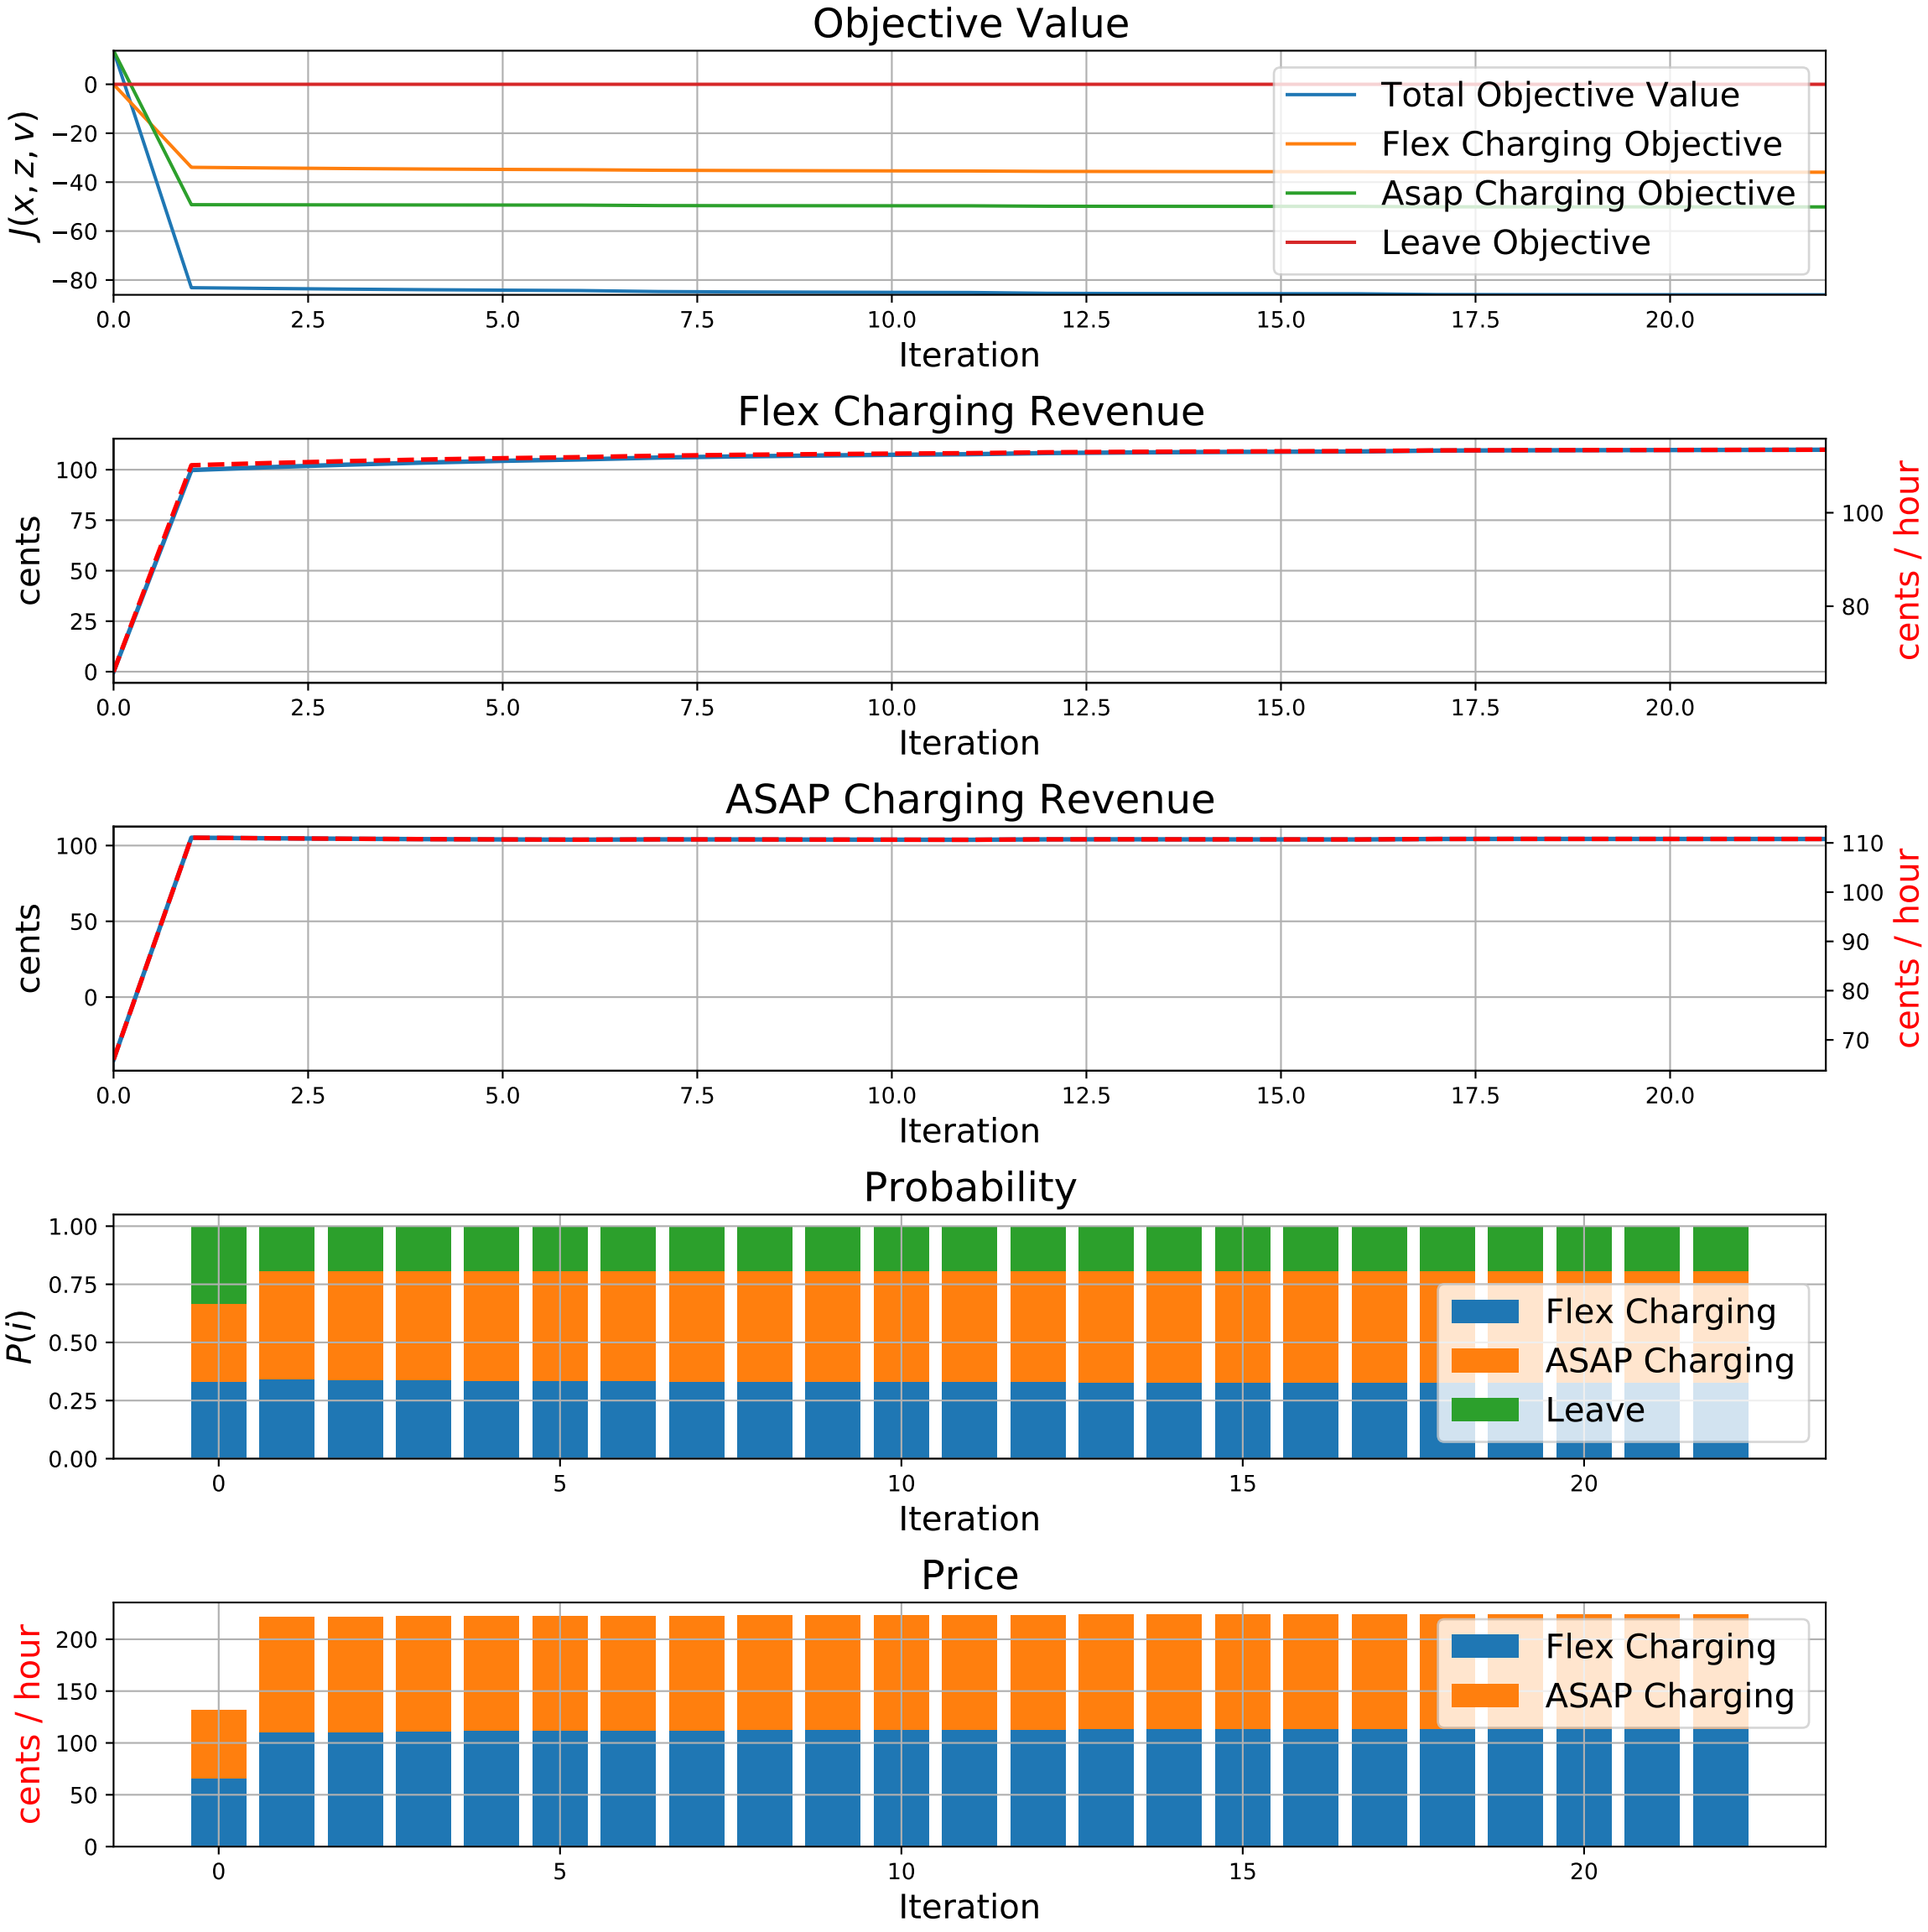 Objective Value
J(x, z, v)
0
−20
−40
−60
−80
Total Objective Value
Flex Charging Objective
Asap Charging Objective
Leave Objective
0.0 2.5 5.0 7.5 10.0 12.5 15.0 17.5 20.0
Iteration
Flex Charging Revenue
cents
100
75
50
25
0
100
80
cents / hour
0.0 2.5 5.0 7.5 10.0 12.5 15.0 17.5 20.0
Iteration
ASAP Charging Revenue
cents
100
50
0
110
100
90
80
70
cents / hour
0.0 2.5 5.0 7.5 10.0 12.5 15.0 17.5 20.0
Iteration
Probability
P(i)
1.00
0.75
0.50
0.25
0.00
Flex Charging
ASAP Charging
Leave
0 5 10 15 20
Iteration
Price
cents / hour
200
150
100
50
0
Flex Charging
ASAP Charging
0 5 10 15 20
Iteration